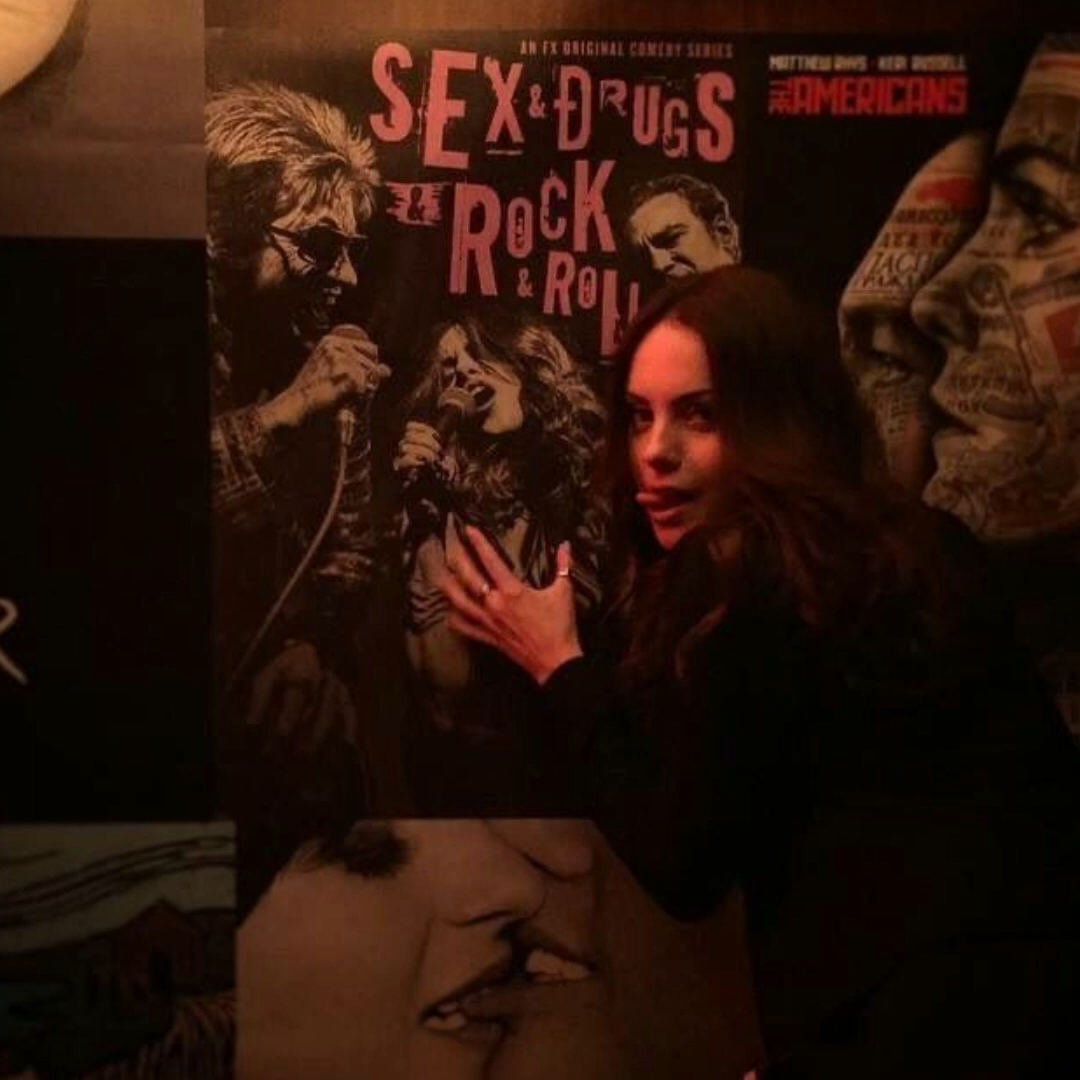 AN FX ORIGINAL COMEDY SERIES
SEX & DRUGS
& ROCK
& ROLL
MATTHEW RHYS · KERI RUSSELL
THE AMERICANS
R